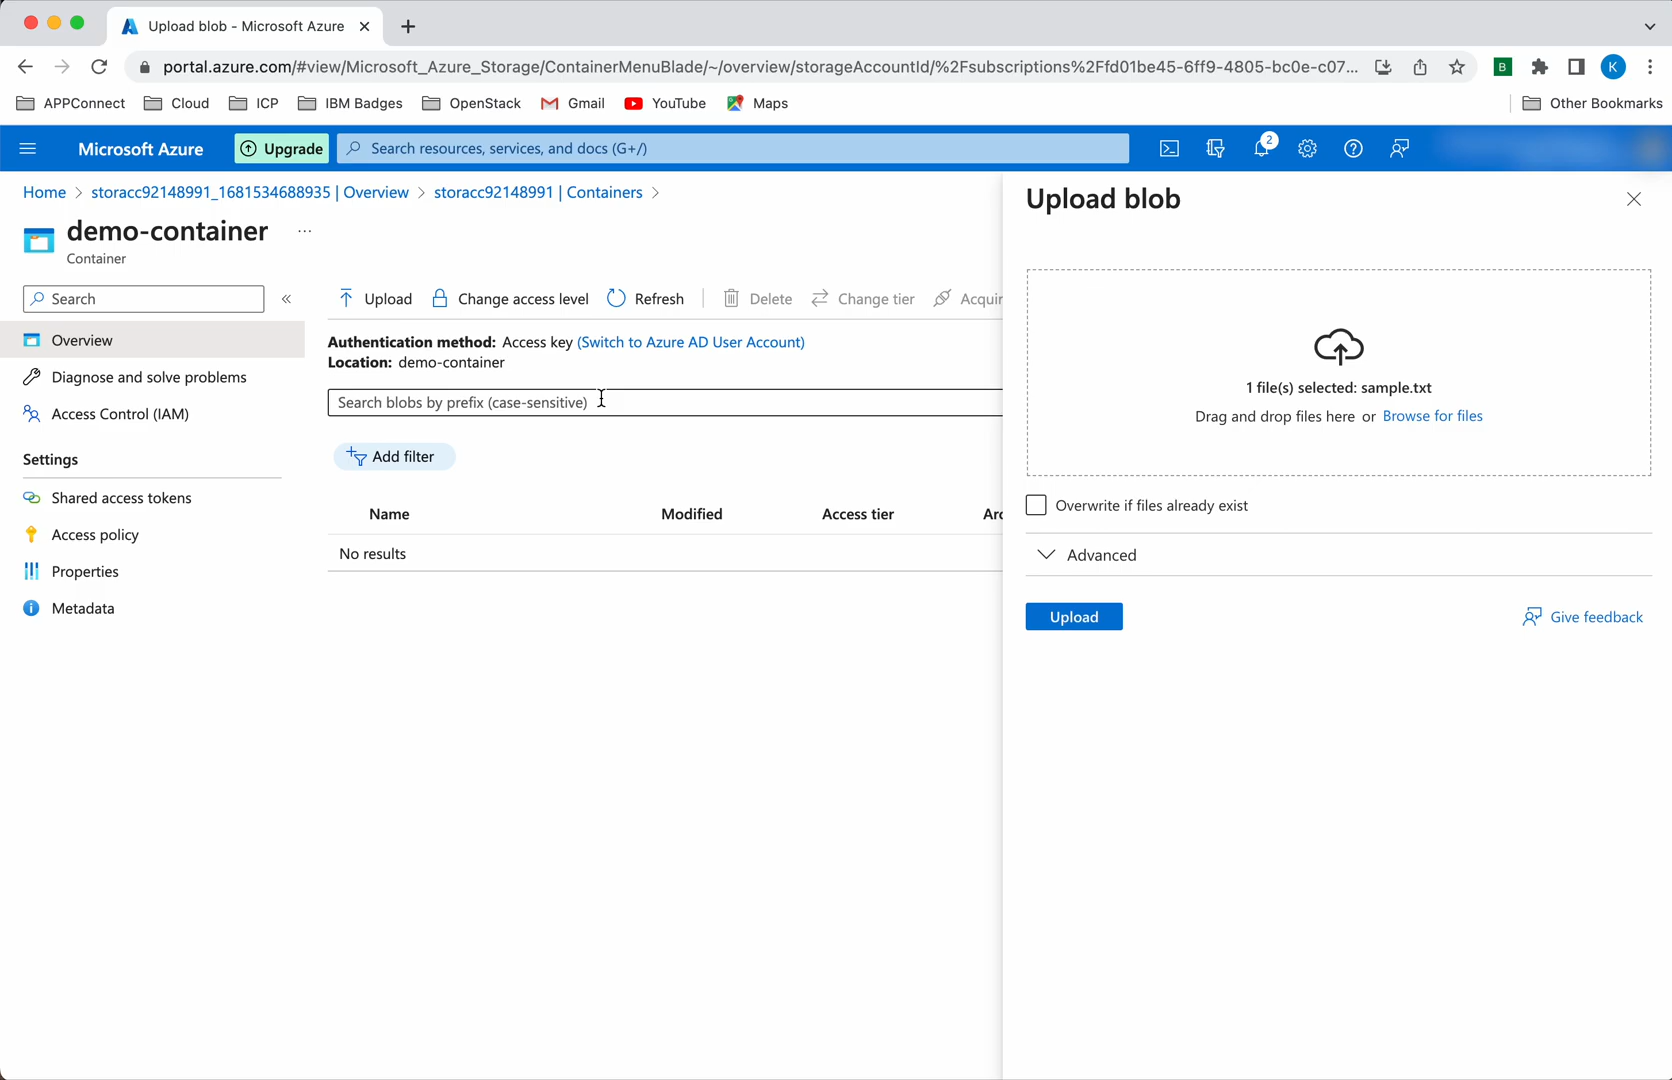 Upload blob - Microsoft Azure
portal.azure.com/#view/Microsoft_Azure_Storage/ContainerMenuBlade/~/overview/storageAccountId/%2Fsubscriptions%2Ffd01be45-6ff9-4805-bc0e-c07...
B
K
APPConnect
Cloud
ICP
IBM Badges
OpenStack
Gmail
YouTube
Maps
Other Bookmarks
Microsoft Azure
Upgrade
Search resources, services, and docs (G+/)
2
Home > storacc92148991_1681534688935 | Overview > storacc92148991 | Containers >
demo-container
...
Container
Search
«
Overview
Diagnose and solve problems
Access Control (IAM)
Settings
Shared access tokens
Access policy
Properties
Metadata
Upload
Change access level
Refresh
Delete
Change tier
Acquir
Authentication method: Access key (Switch to Azure AD User Account)
Location: demo-container
Search blobs by prefix (case-sensitive)
Add filter
Name
Modified
Access tier
Arc
No results
Upload blob
1 file(s) selected: sample.txt
Drag and drop files here or Browse for files
Overwrite if files already exist
Advanced
Upload
Give feedback